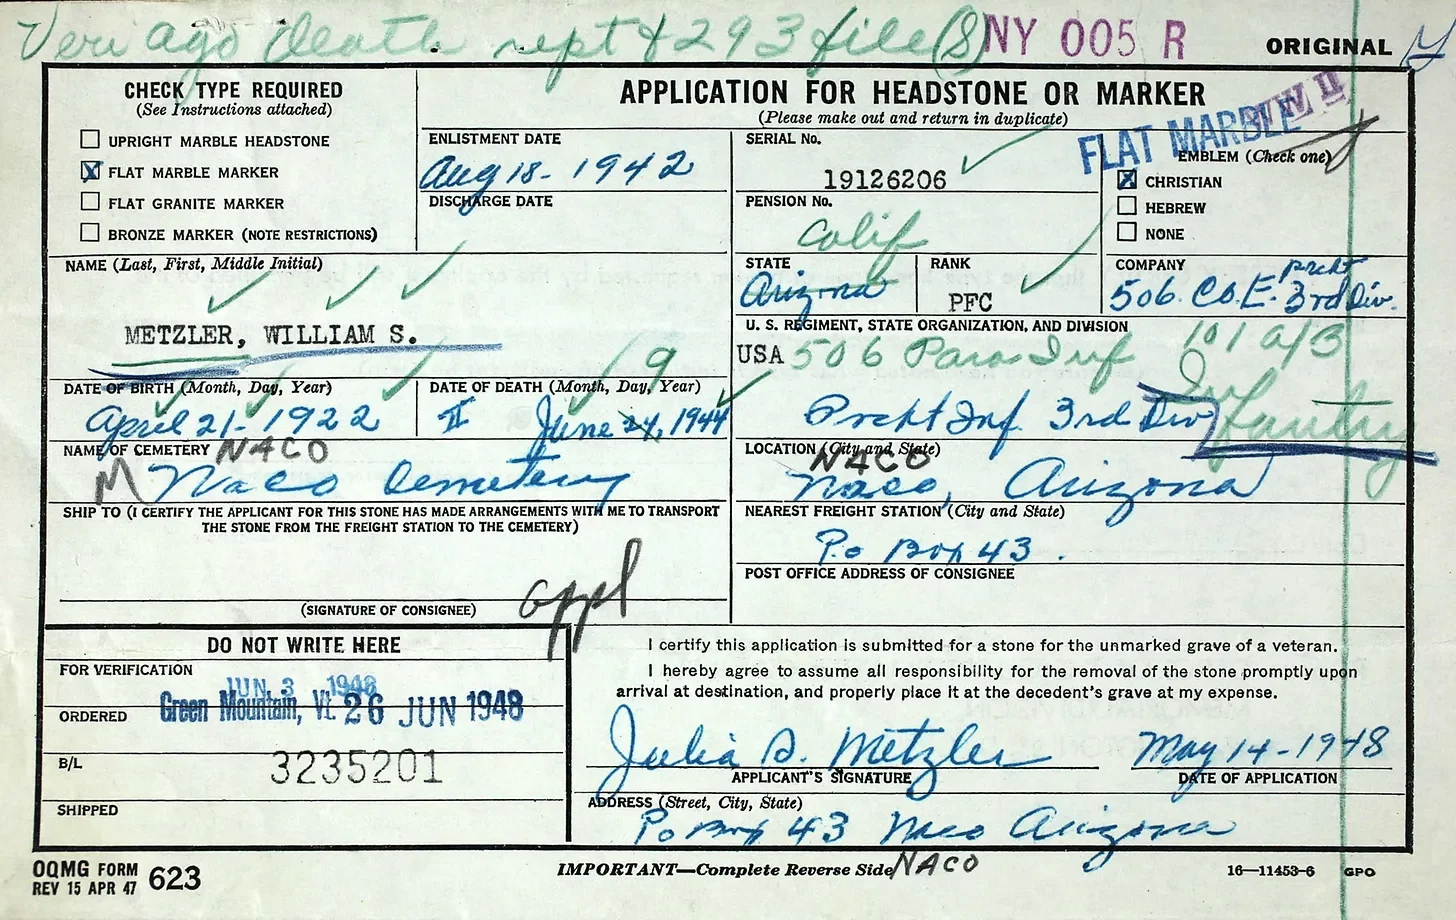 Veri ago death rept & 293 file (S) NY 005 R ORIGINAL
CHECK TYPE REQUIRED
(See Instructions attached)
UPRIGHT MARBLE HEADSTONE
X FLAT MARBLE MARKER
FLAT GRANITE MARKER
BRONZE MARKER (NOTE RESTRICTIONS)
APPLICATION FOR HEADSTONE OR MARKER
(Please make out and return in duplicate)
WW II
FLAT MARBLE
ENLISTMENT DATE
Aug 18 - 1942
DISCHARGE DATE
SERIAL No.
19126206
PENSION No.
Calif
EMBLEM (Check one)
X CHRISTIAN
HEBREW
NONE
NAME (Last, First, Middle Initial)
METZLER, WILLIAM S.
STATE
Arizona
RANK
PFC
COMPANY
prcht
506. Co. E. 3rd Div.
U. S. REGIMENT, STATE ORGANIZATION, AND DIVISION
USA 506 Para Inf 101 A/B
Prcht Inf. 3rd Div Infantry
DATE OF BIRTH (Month, Day, Year)
April 21 - 1922
DATE OF DEATH (Month, Day, Year)
9
II June 24, 1944
NAME OF CEMETERY NACO
M Naco Cemetery
LOCATION (City and State)
NACO
Naco, Arizona
SHIP TO (I CERTIFY THE APPLICANT FOR THIS STONE HAS MADE ARRANGEMENTS WITH ME TO TRANSPORT
THE STONE FROM THE FREIGHT STATION TO THE CEMETERY)
NEAREST FREIGHT STATION (City and State)
P.o Box 43.
POST OFFICE ADDRESS OF CONSIGNEE
appl
(SIGNATURE OF CONSIGNEE)
DO NOT WRITE HERE
FOR VERIFICATION
JUN 3 1948
ORDERED Green Mountain, Vt. 26 JUN 1948
B/L 3235201
SHIPPED
I certify this application is submitted for a stone for the unmarked grave of a veteran.
I hereby agree to assume all responsibility for the removal of the stone promptly upon
arrival at destination, and properly place it at the decedent's grave at my expense.
Julia S. Metzler May 14 - 1948
APPLICANT'S SIGNATURE DATE OF APPLICATION
ADDRESS (Street, City, State)
Po Box 43 Naco Arizona
OQMG FORM
REV 15 APR 47 623
IMPORTANT—Complete Reverse Side NACO
16—11453-6 GPO